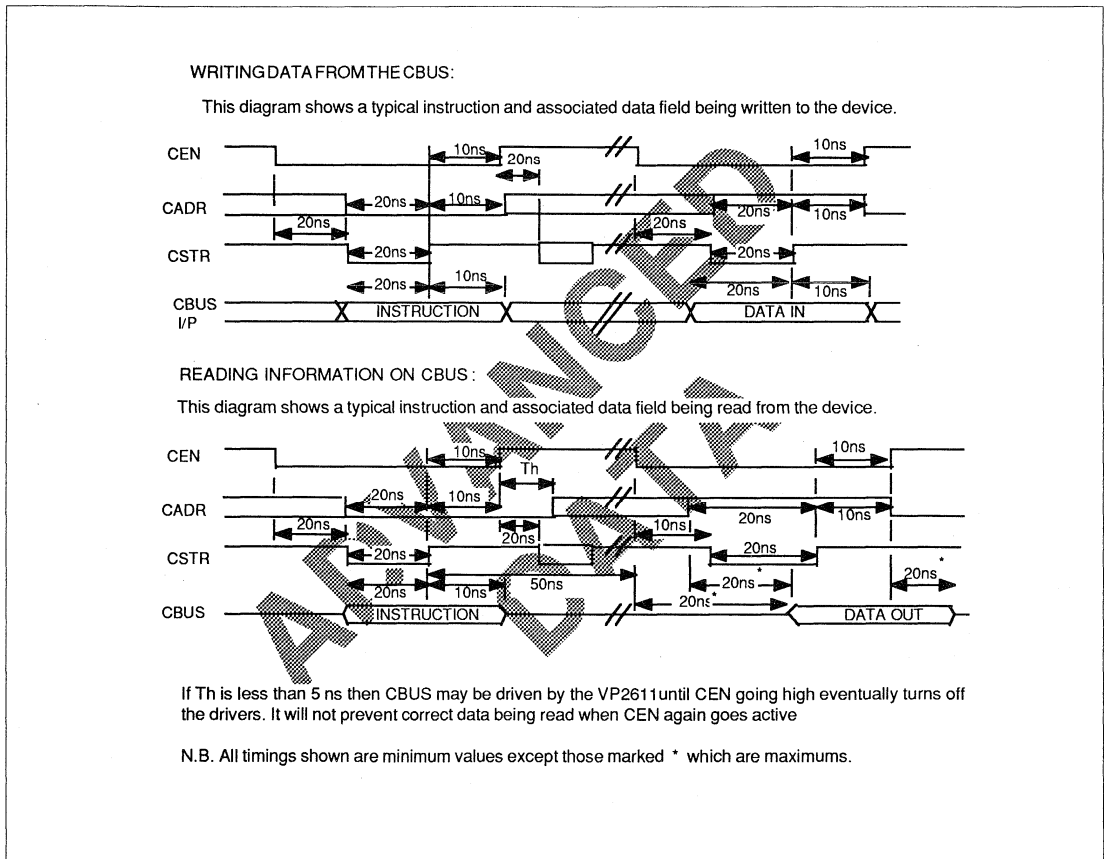 WRITING DATA FROM THE CBUS:
This diagram shows a typical instruction and associated data field being written to the device.
CEN
10ns
20ns
10ns
CADR
20ns
10ns
20ns
10ns
20ns
20ns
CSTR
20ns
20ns
20ns
10ns
20ns
10ns
CBUS
I/P
INSTRUCTION
DATA IN
READING INFORMATION ON CBUS :
This diagram shows a typical instruction and associated data field being read from the device.
CEN
10ns
Th
10ns
CADR
20ns
10ns
20ns
10ns
20ns
20ns
10ns
CSTR
20ns
20ns
20ns
10ns
50ns
20ns *
20ns *
20ns *
CBUS
INSTRUCTION
DATA OUT
If Th is less than 5 ns then CBUS may be driven by the VP2611until CEN going high eventually turns off
the drivers. It will not prevent correct data being read when CEN again goes active
N.B. All timings shown are minimum values except those marked * which are maximums.
ADVANCED
DATA